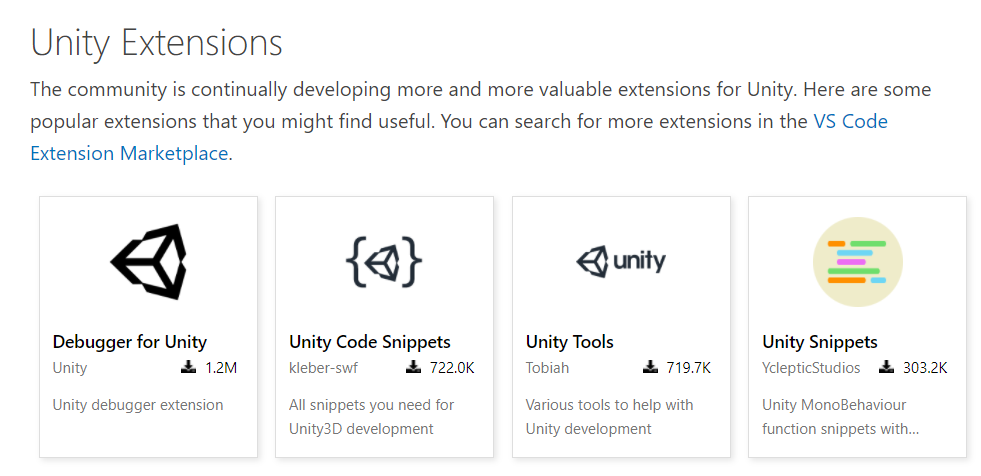 Unity Extensions
The community is continually developing more and more valuable extensions for Unity. Here are some
popular extensions that you might find useful. You can search for more extensions in the VS Code
Extension Marketplace.
Debugger for Unity
Unity 1.2M
Unity debugger extension
Unity Code Snippets
kleber-swf 722.0K
All snippets you need for
Unity3D development
unity
Unity Tools
Tobiah 719.7K
Various tools to help with
Unity development
Unity Snippets
YclepticStudios 303.2K
Unity MonoBehaviour
function snippets with...